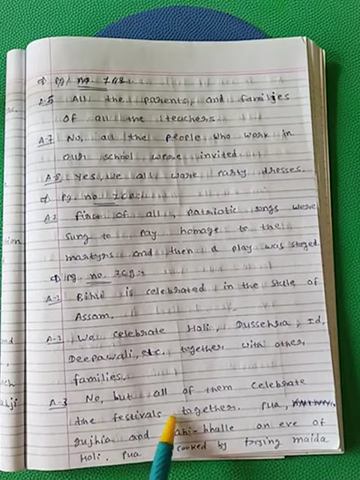 Pg no 7
A-5 All the parents, and families
of all the teachers.
A-7 No, all the people who work in
our school were invited.
A-8 Yes, we all wore party dresses.
Pg. no.
A-2 First of all, patriotic songs were
sung to pay homage to the
martyrs and then a play was staged.
Pg. no.
A-1 Bihu is celebrated in the state of
Assam.
A-2 We celebrate Holi, Dussehra, Id,
Deepawali, etc. together with other
families.
A-3 No, but all of them celebrate
the festivals together. Pua,
Gujhia and Dahi-bhalle on eve of
Holi. Pua cooked by frying maida